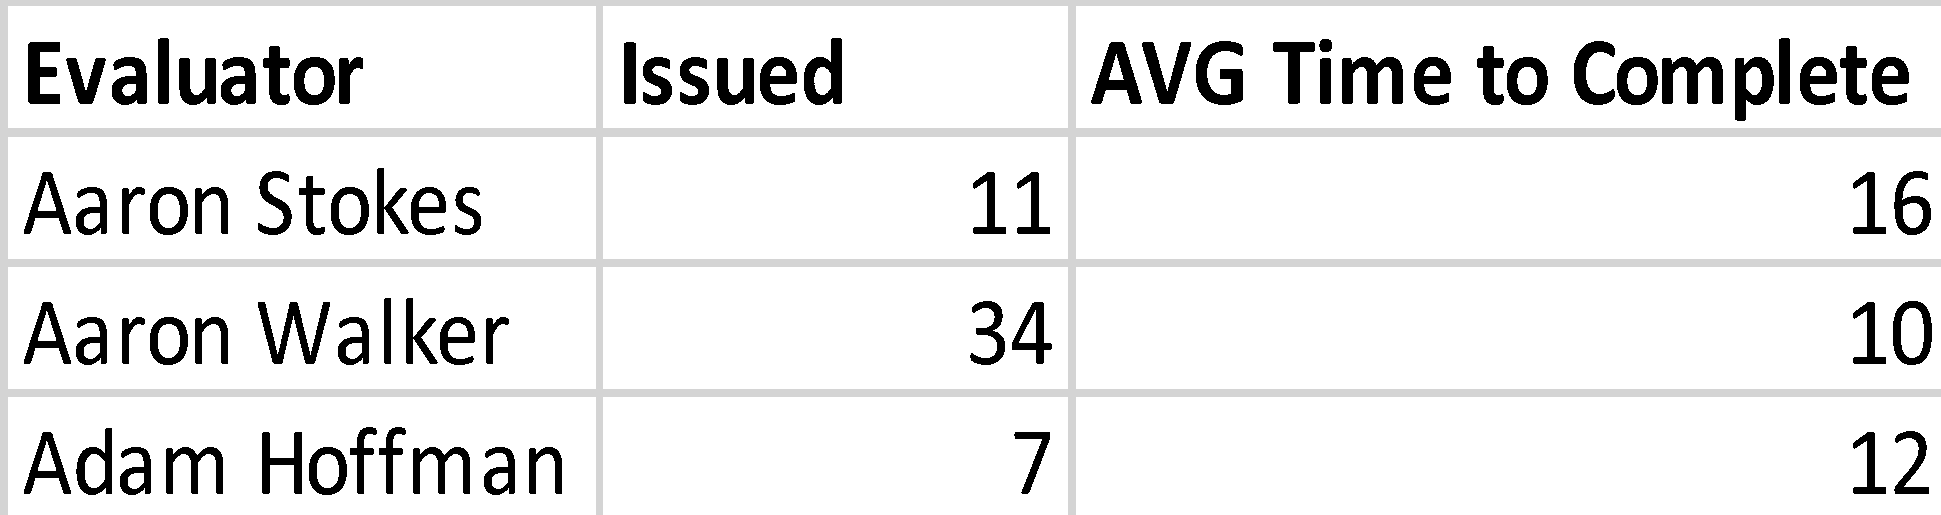 Evaluator Issued AVG Time to Complete
Aaron Stokes 11 16
Aaron Walker 34 10
Adam Hoffman 7 12